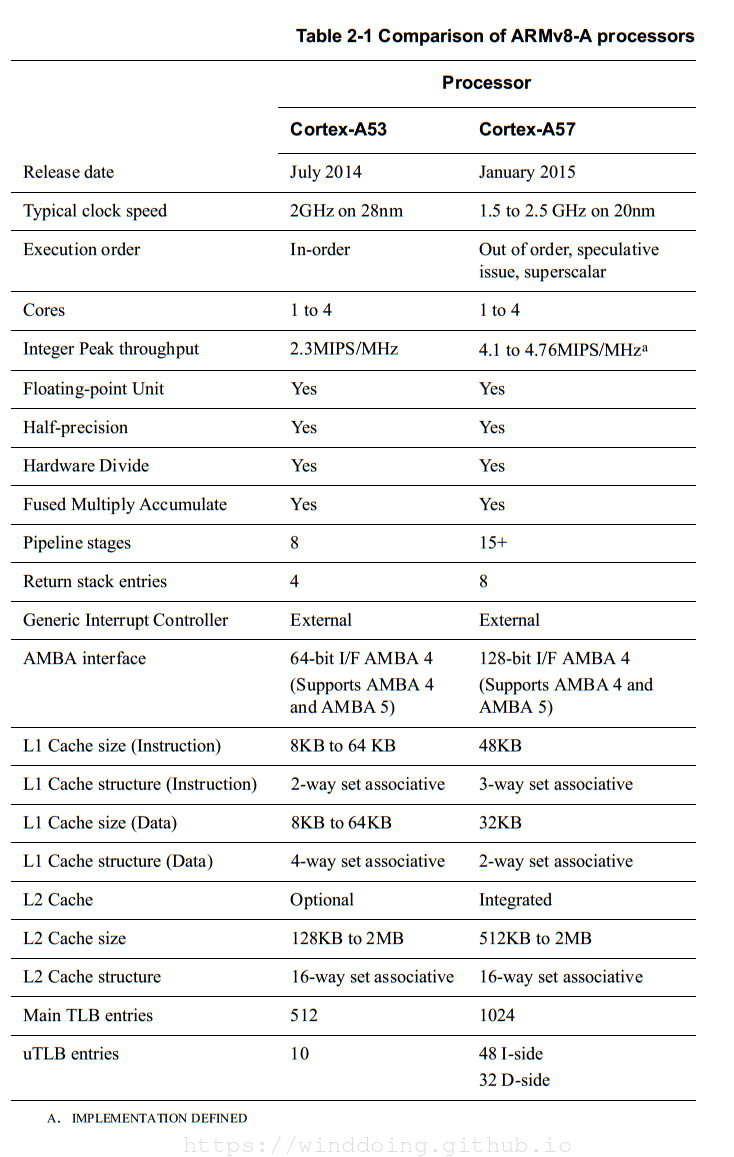 Table 2-1 Comparison of ARMv8-A processors
Processor
Cortex-A53 Cortex-A57
Release date July 2014 January 2015
Typical clock speed 2GHz on 28nm 1.5 to 2.5 GHz on 20nm
Execution order In-order Out of order, speculative
issue, superscalar
Cores 1 to 4 1 to 4
Integer Peak throughput 2.3MIPS/MHz 4.1 to 4.76MIPS/MHzª
Floating-point Unit Yes Yes
Half-precision Yes Yes
Hardware Divide Yes Yes
Fused Multiply Accumulate Yes Yes
Pipeline stages 8 15+
Return stack entries 4 8
Generic Interrupt Controller External External
AMBA interface 64-bit I/F AMBA 4 128-bit I/F AMBA 4
(Supports AMBA 4 (Supports AMBA 4 and
and AMBA 5) AMBA 5)
L1 Cache size (Instruction) 8KB to 64 KB 48KB
L1 Cache structure (Instruction) 2-way set associative 3-way set associative
L1 Cache size (Data) 8KB to 64KB 32KB
L1 Cache structure (Data) 4-way set associative 2-way set associative
L2 Cache Optional Integrated
L2 Cache size 128KB to 2MB 512KB to 2MB
L2 Cache structure 16-way set associative 16-way set associative
Main TLB entries 512 1024
uTLB entries 10 48 I-side
32 D-side
A. IMPLEMENTATION DEFINED
https://winddoing.github.io